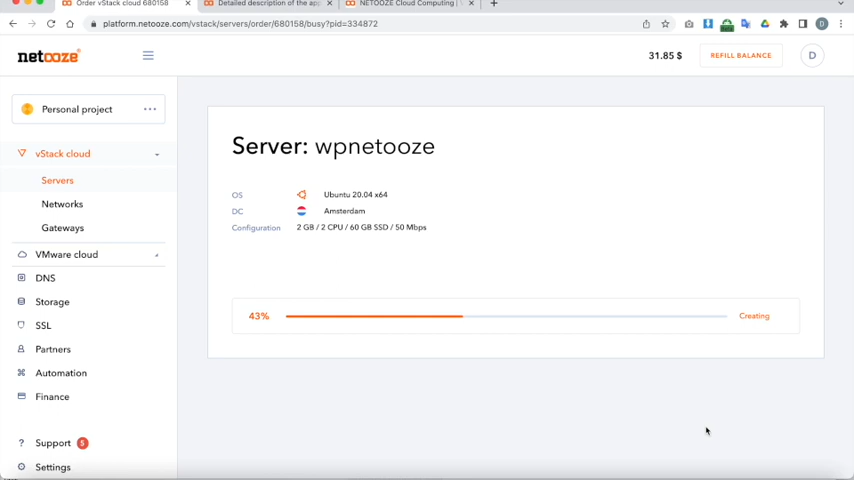 Order vStack cloud 680158
Detailed description of the app
NETOOZE Cloud Computing |
platform.netooze.com/vstack/servers/order/680158/busy?pid=334872
D
netooze
31.85 $
REFILL BALANCE
D
Personal project
vStack cloud
Servers
Networks
Gateways
VMware cloud
DNS
Storage
SSL
Partners
Automation
Finance
Support 5
Settings
Server: wpnetooze
OS Ubuntu 20.04 x64
DC Amsterdam
Configuration 2 GB / 2 CPU / 60 GB SSD / 50 Mbps
43% Creating